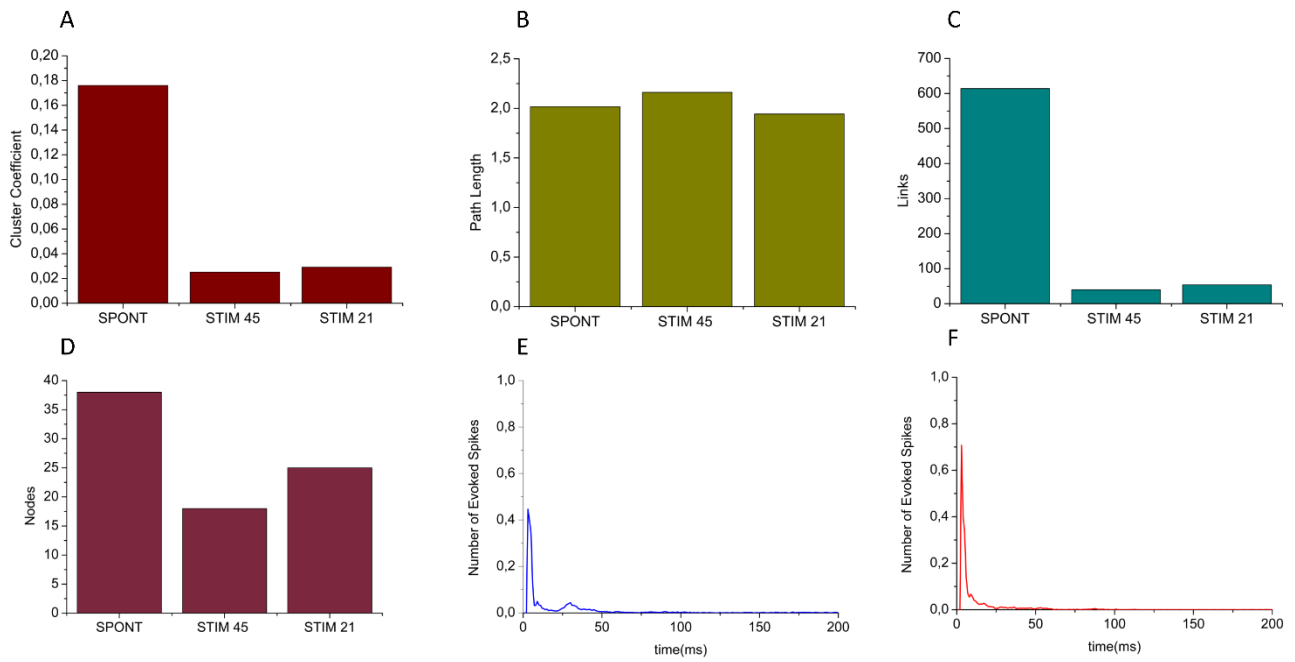 A
0,20
0,18
0,16
0,14
0,12
0,10
0,08
0,06
0,04
0,02
0,00
Cluster Coefficient
SPONT STIM 45 STIM 21
B
2,5
2,0
1,5
1,0
0,5
0,0
Path Length
SPONT STIM 45 STIM 21
C
700
600
500
400
300
200
100
0
Links
SPONT STIM 45 STIM 21
D
40
35
30
25
20
15
10
5
0
Nodes
SPONT STIM 45 STIM 21
E
1,0
0,8
0,6
0,4
0,2
0,0
Number of Evoked Spikes
0 50 100 150 200
time(ms)
F
1,0
0,8
0,6
0,4
0,2
0,0
Number of Evoked Spikes
0 50 100 150 200
time(ms)